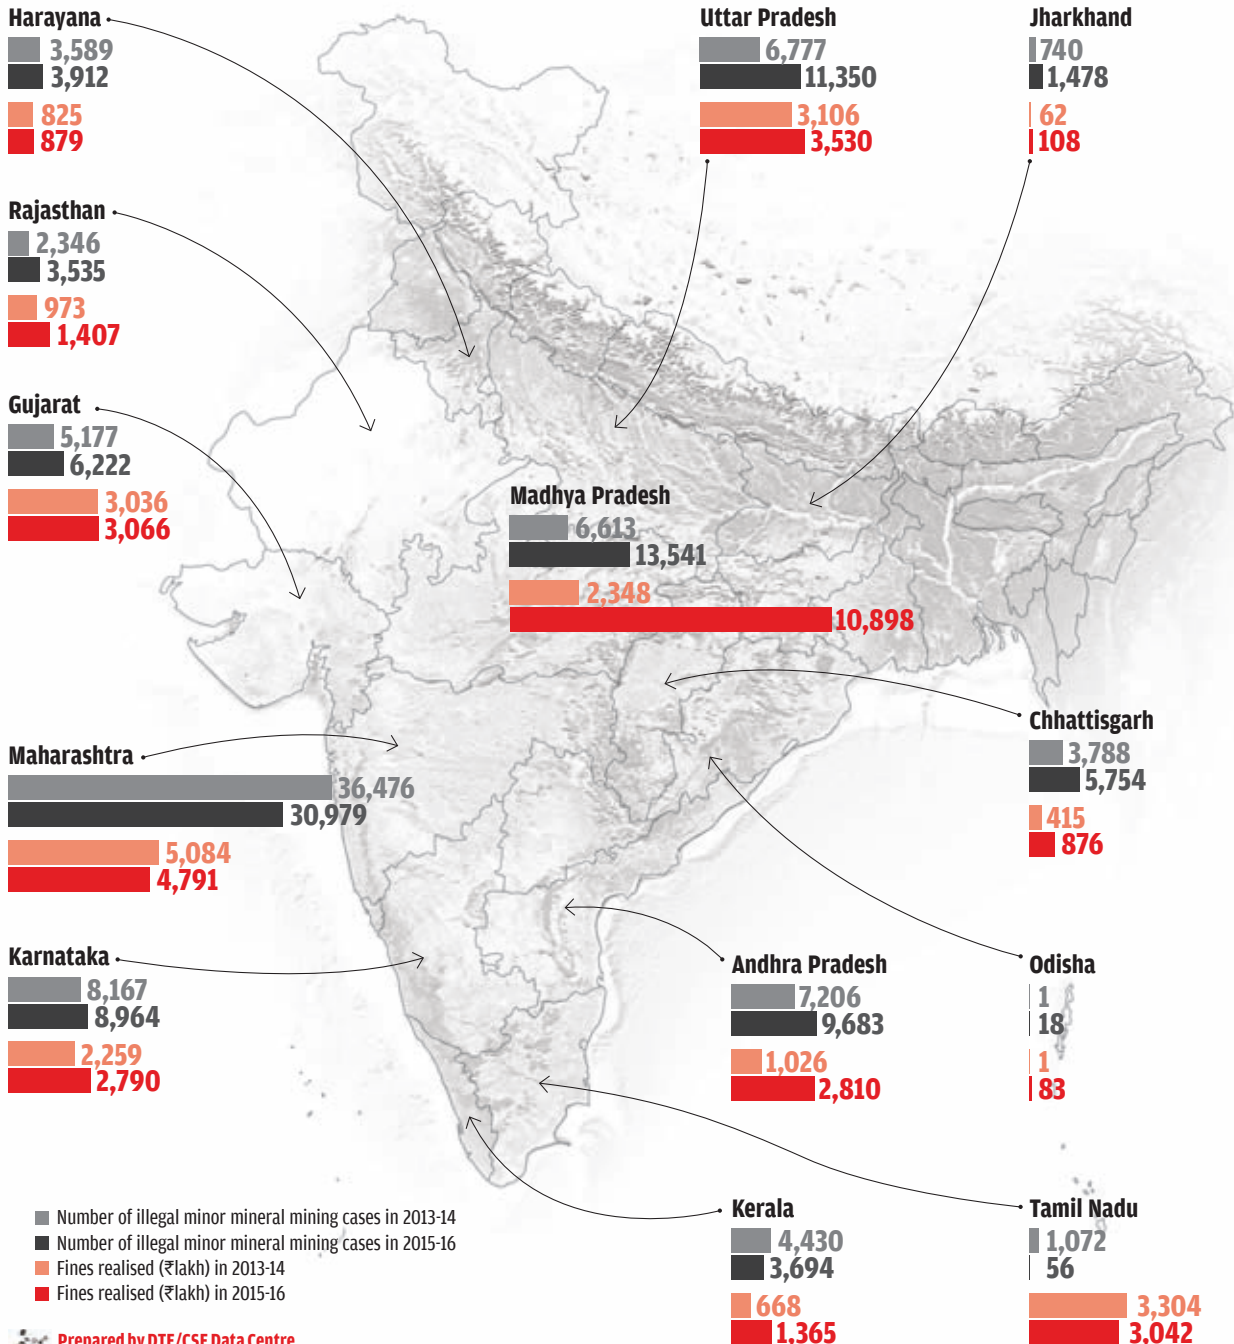 Harayana
3,589
3,912
825
879
Uttar Pradesh
6,777
11,350
3,106
3,530
Jharkhand
740
1,478
62
108
Rajasthan
2,346
3,535
973
1,407
Gujarat
5,177
6,222
3,036
3,066
Madhya Pradesh
6,613
13,541
2,348
10,898
Maharashtra
36,476
30,979
5,084
4,791
Chhattisgarh
3,788
5,754
415
876
Karnataka
8,167
8,964
2,259
2,790
Andhra Pradesh
7,206
9,683
1,026
2,810
Odisha
1
18
1
83
Kerala
4,430
3,694
668
1,365
Tamil Nadu
1,072
56
3,304
3,042
Number of illegal minor mineral mining cases in 2013-14
Number of illegal minor mineral mining cases in 2015-16
Fines realised (₹lakh) in 2013-14
Fines realised (₹lakh) in 2015-16
Prepared by DTE/CSE Data Centre